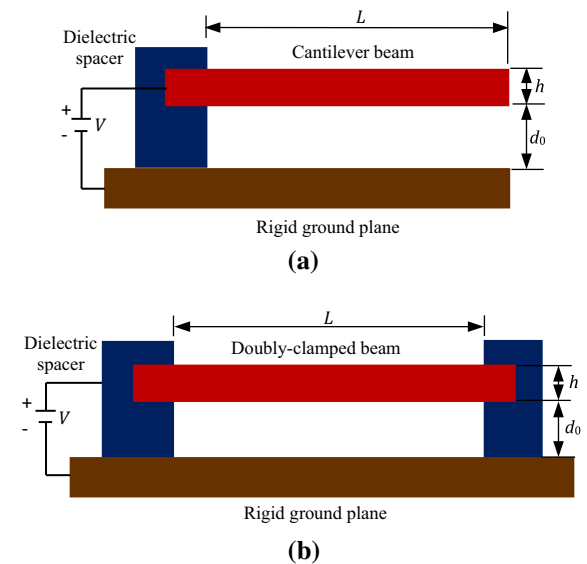 L
Dielectric
spacer
Cantilever beam
h
+
V
-
d₀
Rigid ground plane
(a)
L
Dielectric
spacer
Doubly-clamped beam
h
+
V
-
d₀
Rigid ground plane
(b)